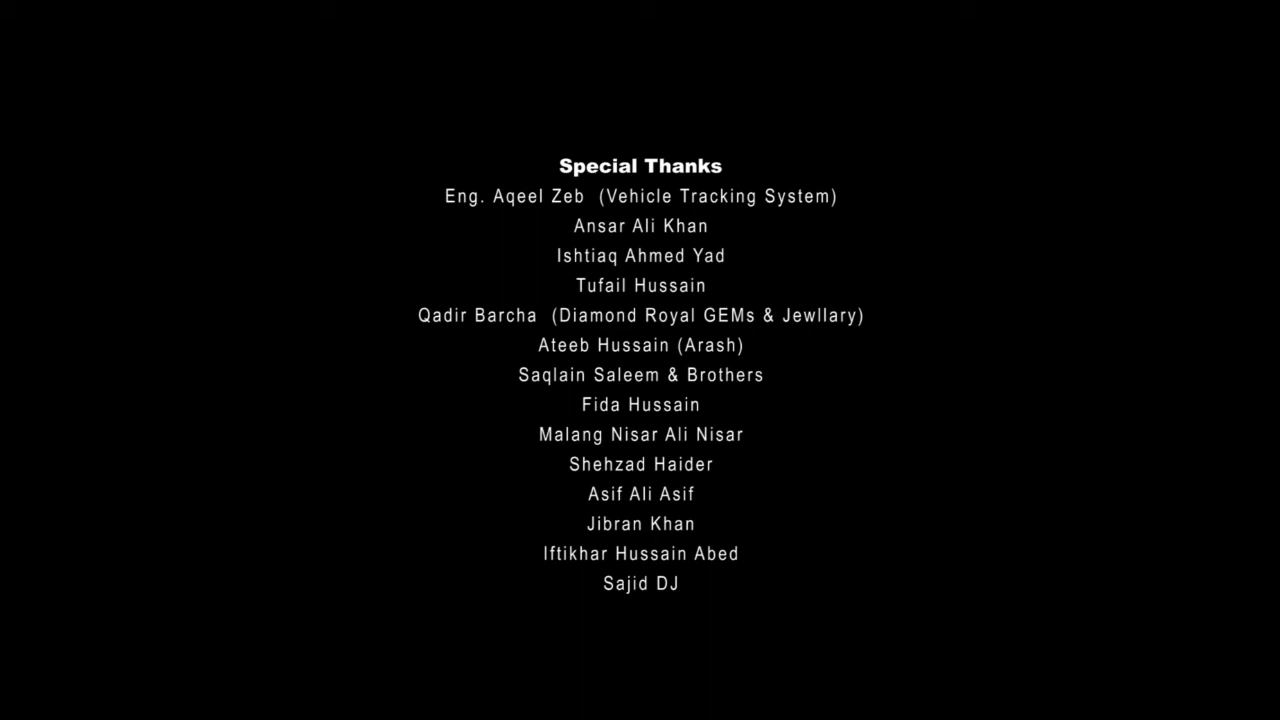 Special Thanks
Eng. Aqeel Zeb (Vehicle Tracking System)
Ansar Ali Khan
Ishtiaq Ahmed Yad
Tufail Hussain
Qadir Barcha (Diamond Royal GEMs & Jewllary)
Ateeb Hussain (Arash)
Saqlain Saleem & Brothers
Fida Hussain
Malang Nisar Ali Nisar
Shehzad Haider
Asif Ali Asif
Jibran Khan
Iftikhar Hussain Abed
Sajid DJ